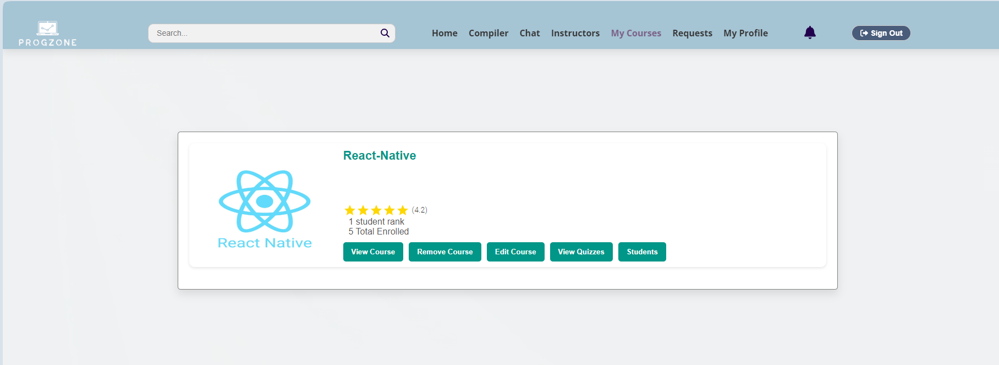 PROGZONE
Search...
Home Compiler Chat Instructors My Courses Requests My Profile
Sign Out
React Native
React-Native
(4.2)
1 student rank
5 Total Enrolled
View Course Remove Course Edit Course View Quizzes Students